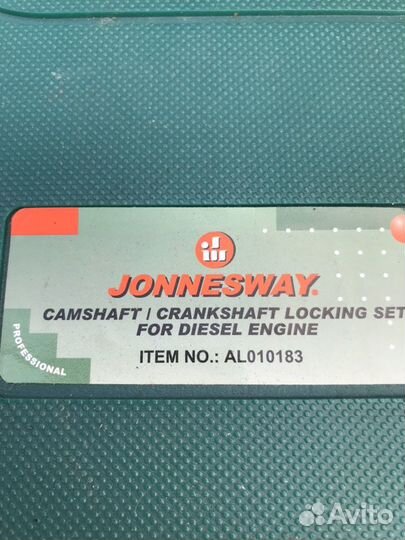 JONNESWAY®
CAMSHAFT / CRANKSHAFT LOCKING SET
FOR DIESEL ENGINE
ITEM NO.: AL010183
PROFESSIONAL
Avito